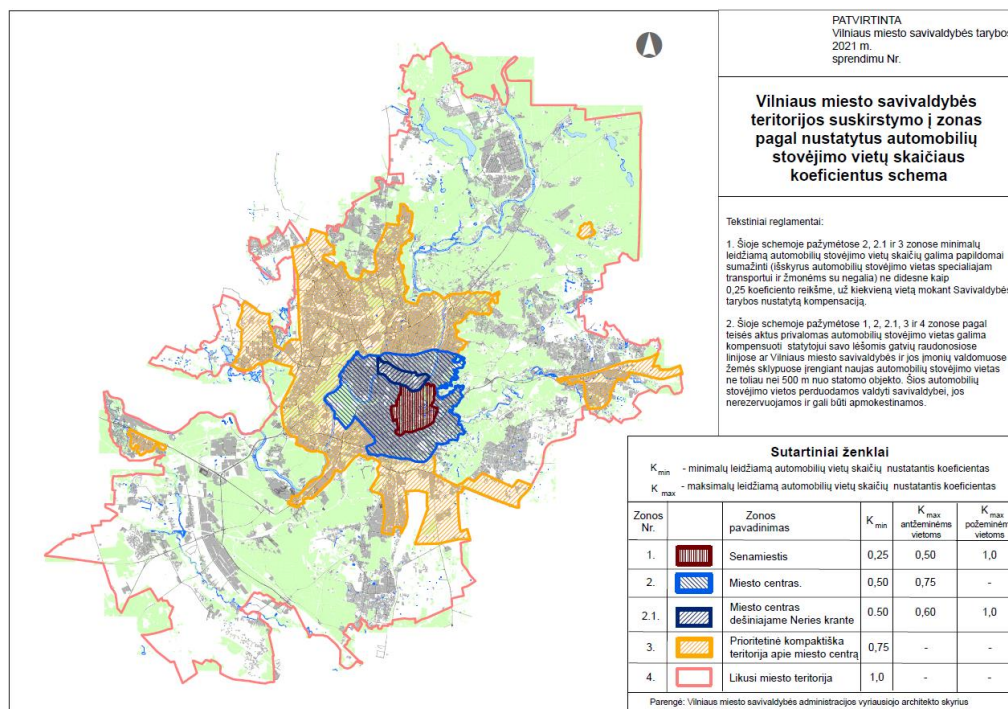 PATVIRTINTA
Vilniaus miesto savivaldybės tarybos
2021 m.
sprendimu Nr.
Vilniaus miesto savivaldybės
teritorijos suskirstymo į zonas
pagal nustatytus automobilių
stovėjimo vietų skaičiaus
koeficientus schema
Tekstiniai reglamentai:
1. Šioje schemoje pažymėtose 2, 2.1 ir 3 zonose minimalų
leidžiamą automobilių stovėjimo vietų skaičių galima papildomai
sumažinti (išskyrus automobilių stovėjimo vietas specialiajam
transportui ir žmonėms su negalia) ne didesne kaip
0,25 koeficiento reikšme, už kiekvieną vietą mokant Savivaldybės
tarybos nustatytą kompensaciją.
2. Šioje schemoje pažymėtose 1, 2, 2.1, 3 ir 4 zonose pagal
teisės aktus privalomas automobilių stovėjimo vietas galima
kompensuoti statytojui savo lėšomis gatvių raudonosiose
linijose ar Vilniaus miesto savivaldybė ir jos įmonių valdomuose
žemės sklypuose įrengiant naujas automobilių stovėjimo vietas
ne toliau nei 500 m nuo statomo objekto. Šios automobilių
stovėjimo vietos perduodamos valdyti savivaldybei, jos
nerezervuojamos ir gali būti apmokestinamos.
Sutartiniai ženklai
K min - minimalų leidžiamą automobilių vietų skaičių nustatantis koeficientas
K max - maksimalų leidžiamą automobilių vietų skaičių nustatantis koeficientas
Zonos Nr. Zonos pavadinimas K min K max antžeminėms vietoms K max požeminėms vietoms
1. Senamiestis 0,25 0,50 1,0
2. Miesto centras. 0,50 0,75 -
2.1. Miesto centras dešiniajame Neries krante 0.50 0,60 1,0
3. Prioritetinė kompaktiška teritorija apie miesto centrą 0,75 - -
4. Likusi miesto teritorija 1,0 - -
Parengė: Vilniaus miesto savivaldybės administracijos vyriausiojo architekto skyrius